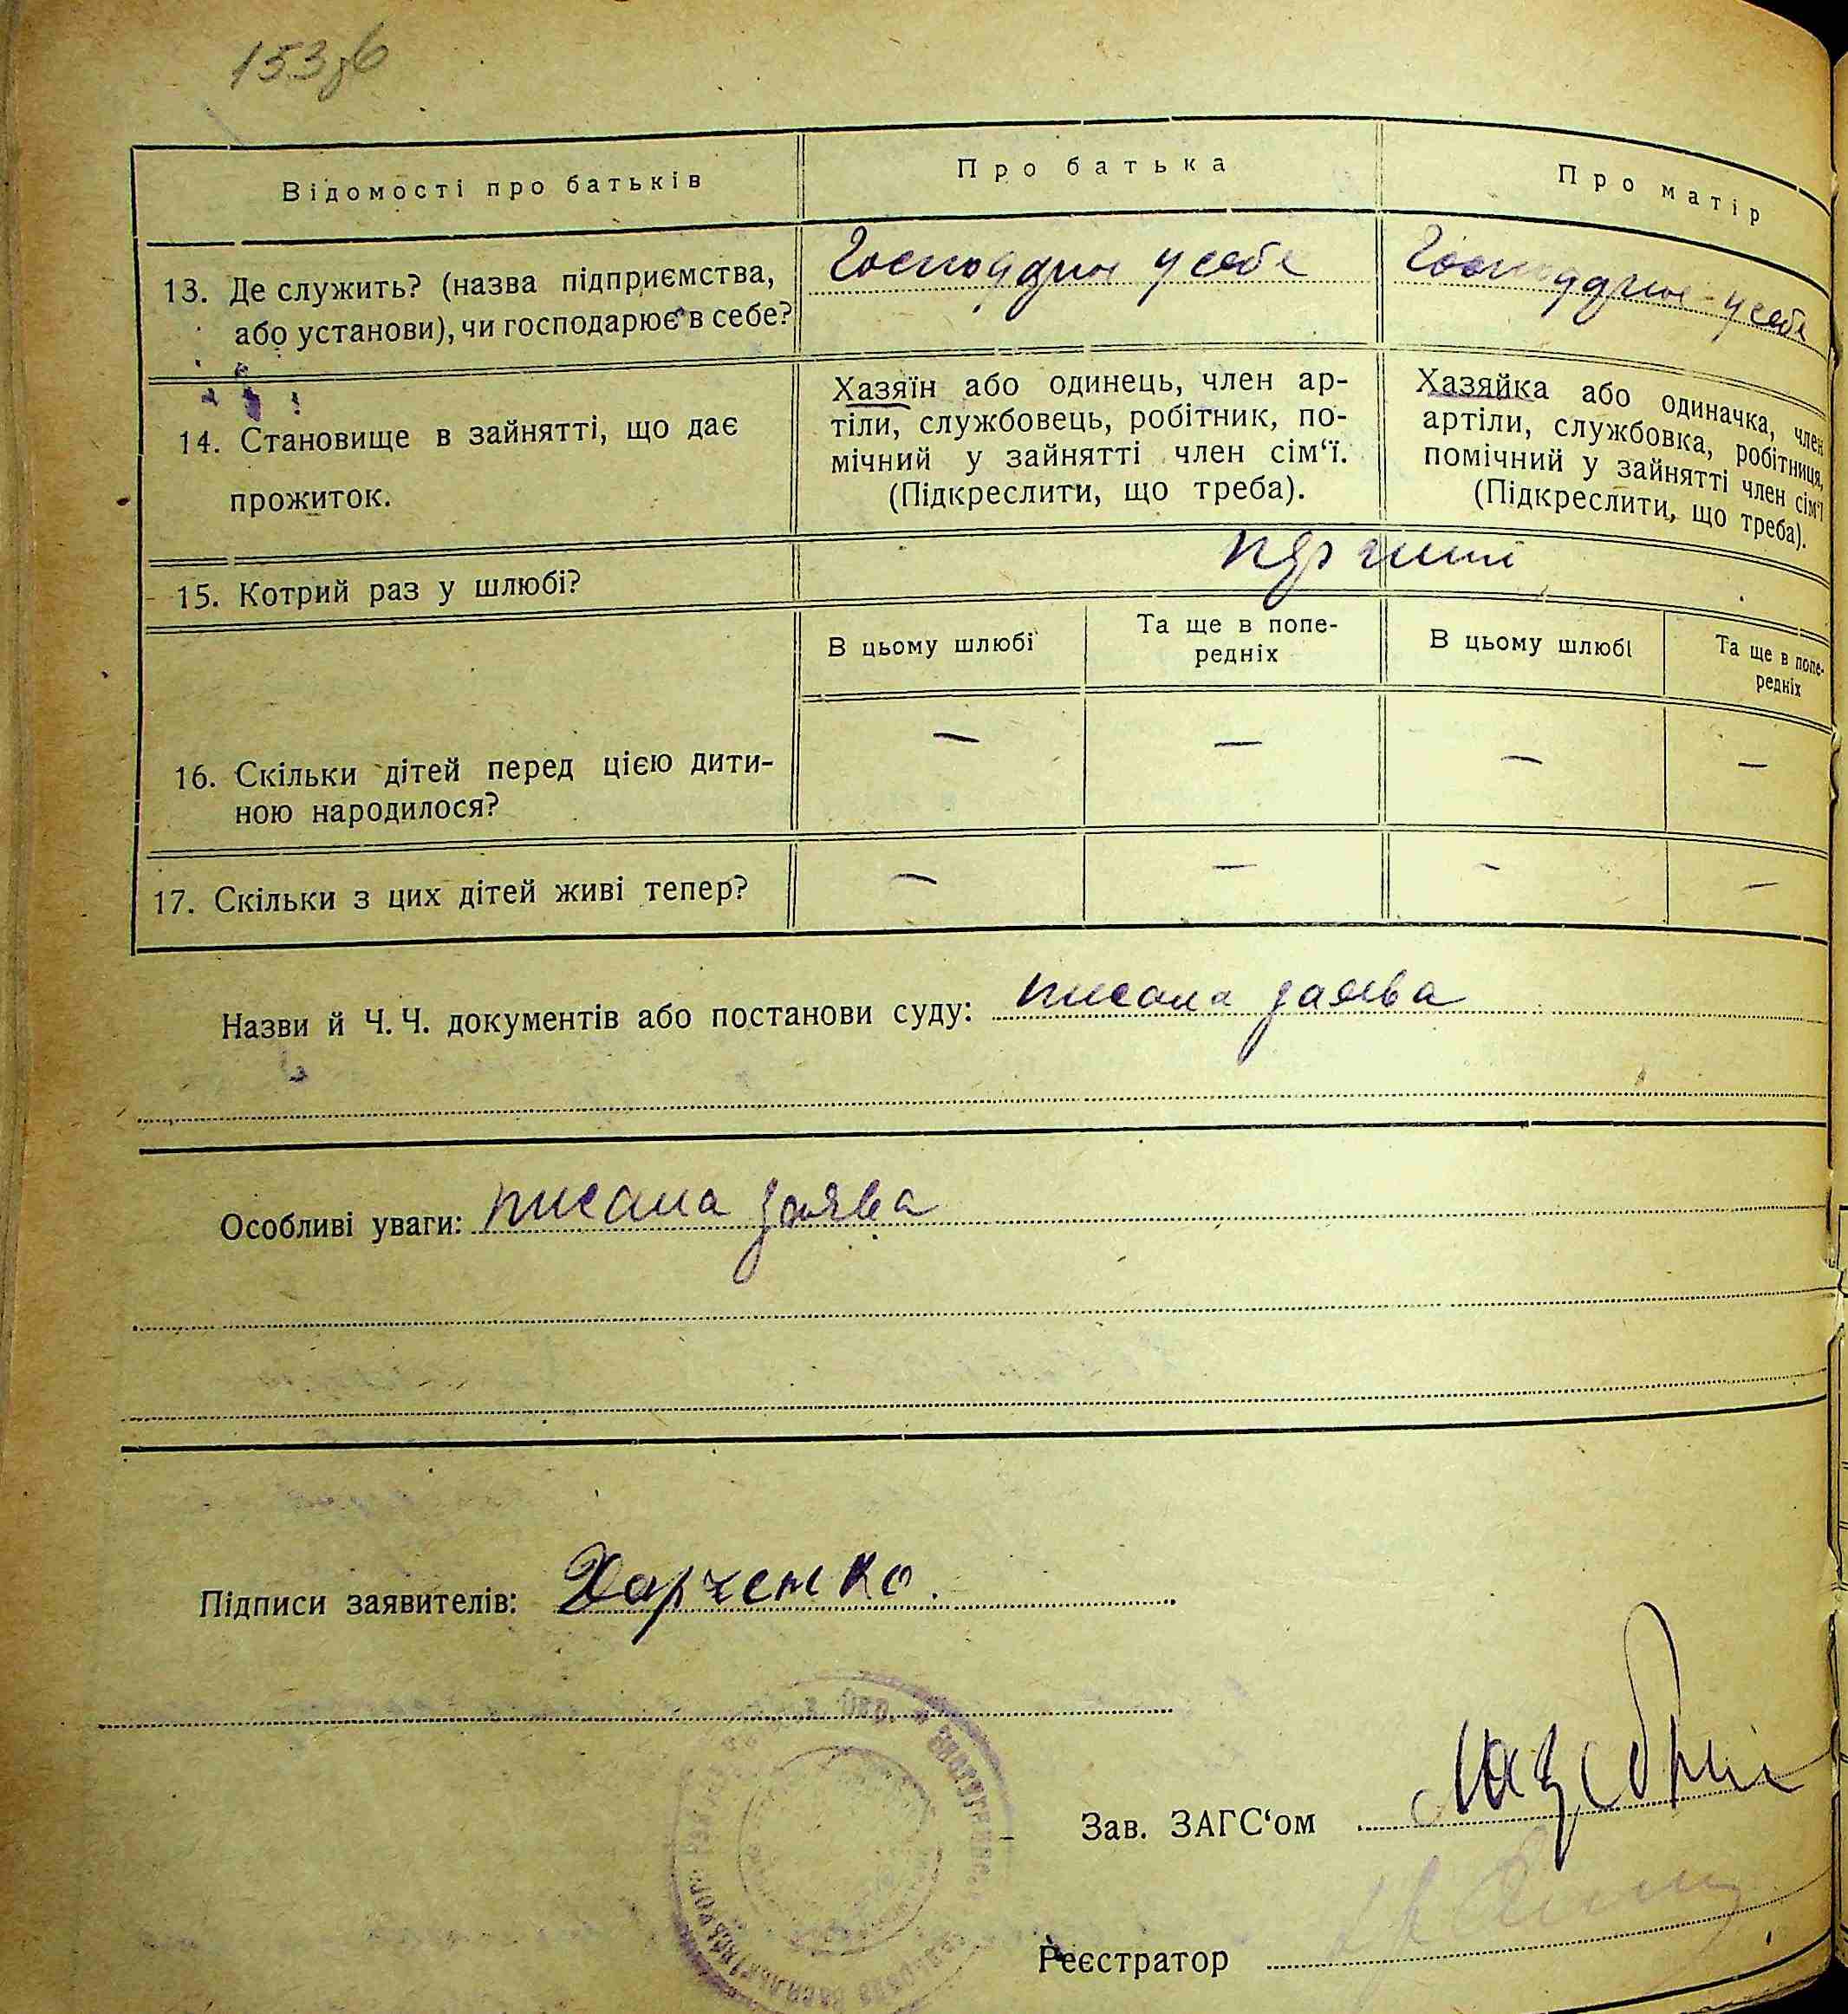 153зв
Відомості про батьків
Про батька
Про матір
13. Де служить? (назва підприємства,
або установи), чи господарює в себе?
Господрює у себе
Господрює у себе
14. Становище в зайнятті, що дає
прожиток.
Хазяїн або одинець, член ар-
тіли, службовець, робітник, по-
мічний у зайнятті член сім‘ї.
(Підкреслити, що треба).
Хазяйка або одиначка, член
артіли, службовка, робітниця,
помічний у зайнятті член сім‘ї
(Підкреслити, що треба).
15. Котрий раз у шлюбі?
16. Скільки дітей перед цією дити-
ною народилося?
В цьому шлюбі
Та ще в попе-
редніх
В цьому шлюбі
Та ще в попе-
редніх
— — — —
17. Скільки з цих дітей живі тепер?
— — — —
Назви й Ч. Ч. документів або постанови суду: писана заява
Особливі уваги: писана заява
Підписи заявителів: Харченко.
Зав. ЗАГС‘ом
Реєстратор